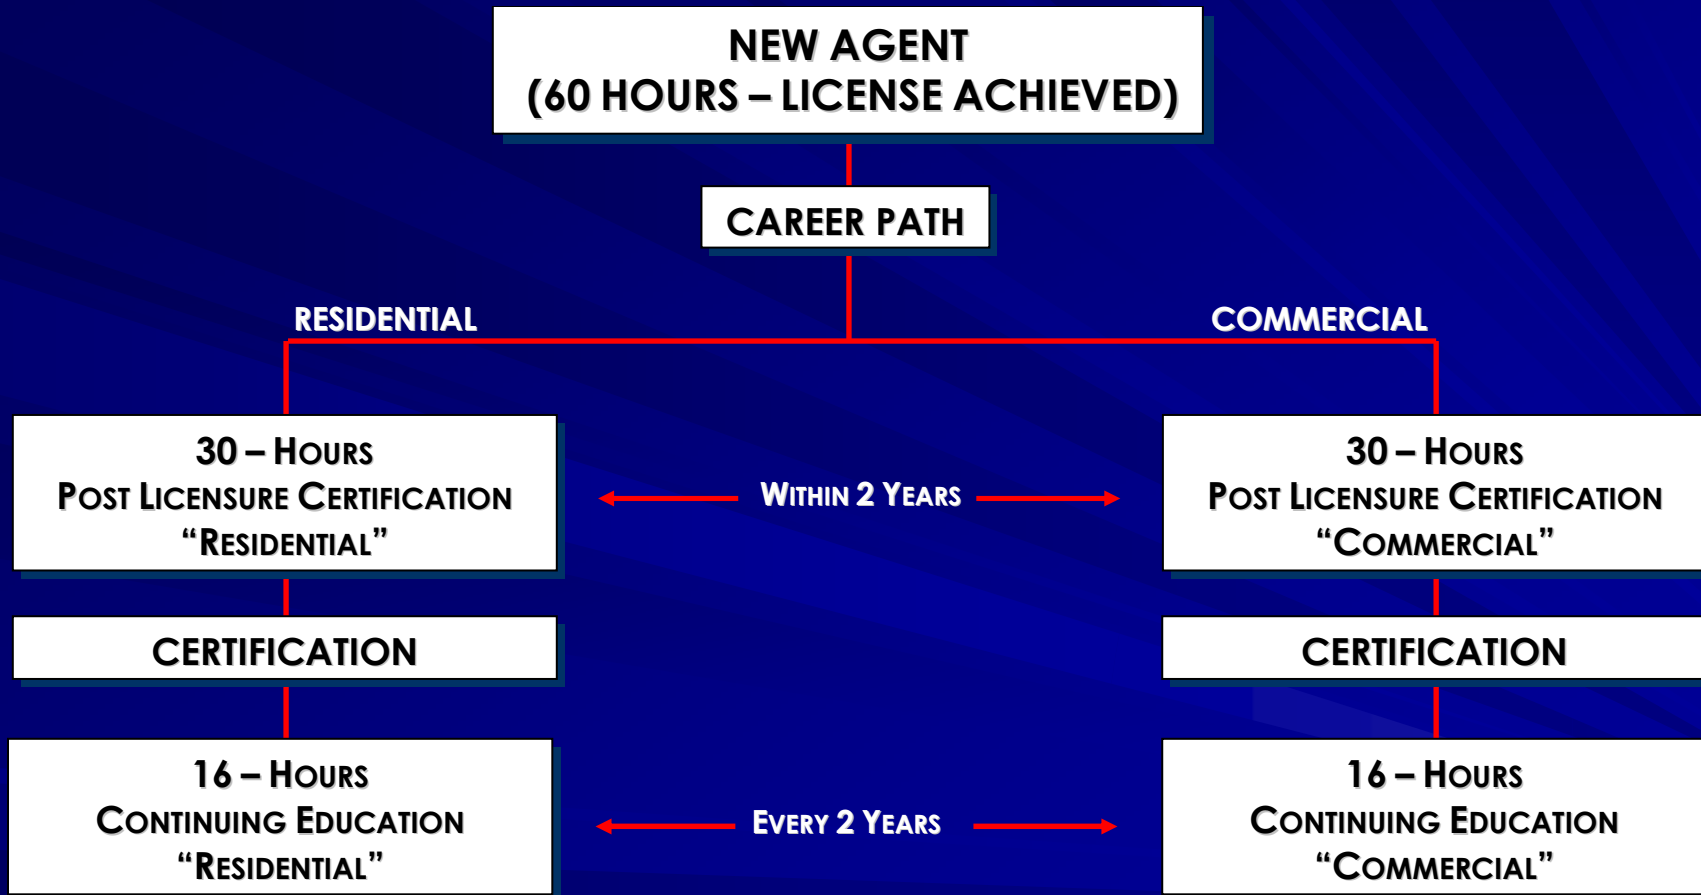 NEW AGENT
(60 HOURS – LICENSE ACHIEVED)
CAREER PATH
RESIDENTIAL
COMMERCIAL
30 – HOURS
POST LICENSURE CERTIFICATION
“RESIDENTIAL”
WITHIN 2 YEARS
30 – HOURS
POST LICENSURE CERTIFICATION
“COMMERCIAL”
CERTIFICATION
CERTIFICATION
16 – HOURS
CONTINUING EDUCATION
“RESIDENTIAL”
EVERY 2 YEARS
16 – HOURS
CONTINUING EDUCATION
“COMMERCIAL”